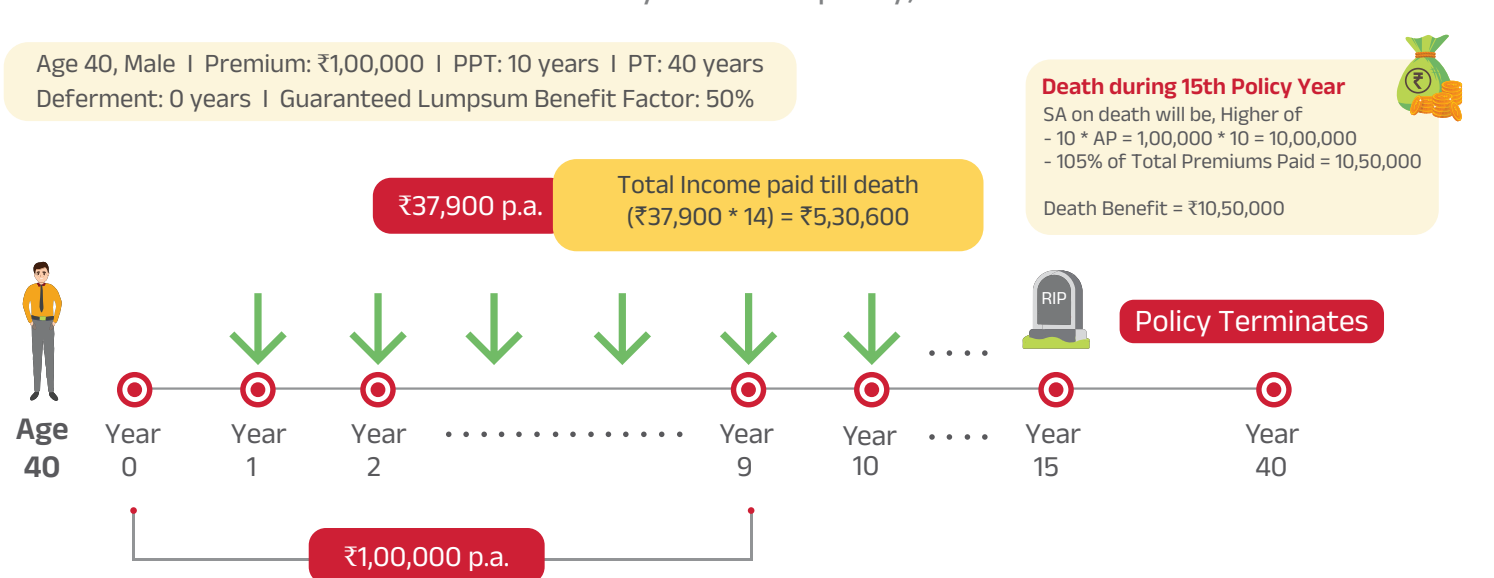 Age 40, Male I Premium: ₹1,00,000 I PPT: 10 years I PT: 40 years
Deferment: 0 years I Guaranteed Lumpsum Benefit Factor: 50%
Death during 15th Policy Year
SA on death will be, Higher of
- 10 * AP = 1,00,000 * 10 = 10,00,000
- 105% of Total Premiums Paid = 10,50,000
Death Benefit = ₹10,50,000
₹
₹37,900 p.a.
Total Income paid till death
(₹37,900 * 14) = ₹5,30,600
RIP
Policy Terminates
Age
40
Year
0
Year
1
Year
2
Year
9
Year
10
Year
15
Year
40
₹1,00,000 p.a.